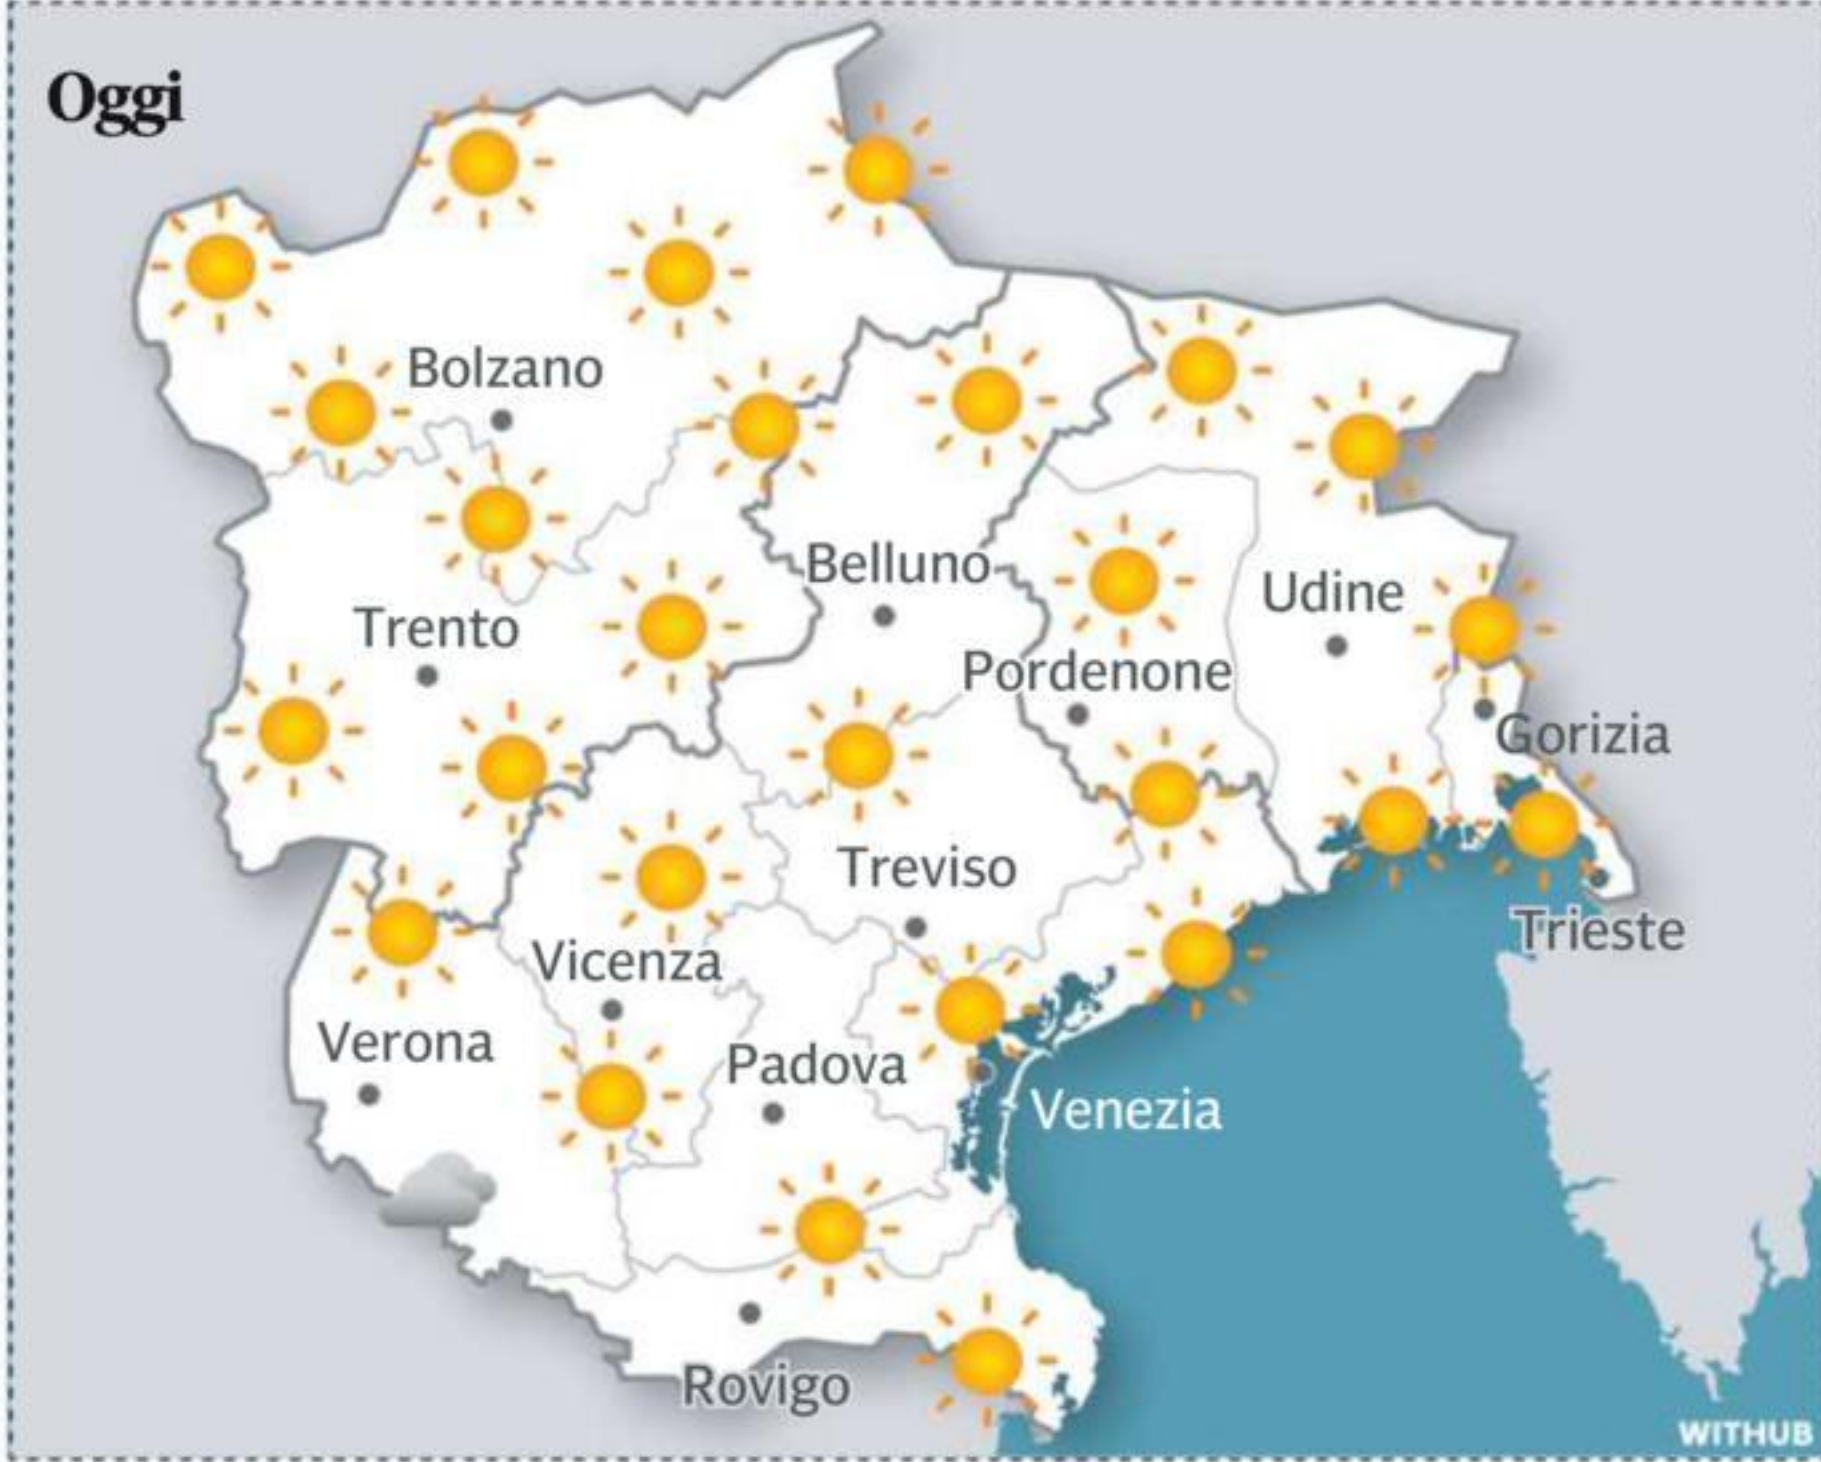 Oggi
Bolzano
Belluno
Udine
Trento
Pordenone
Gorizia
Treviso
Trieste
Vicenza
Verona
Padova
Venezia
Rovigo
WITHUB